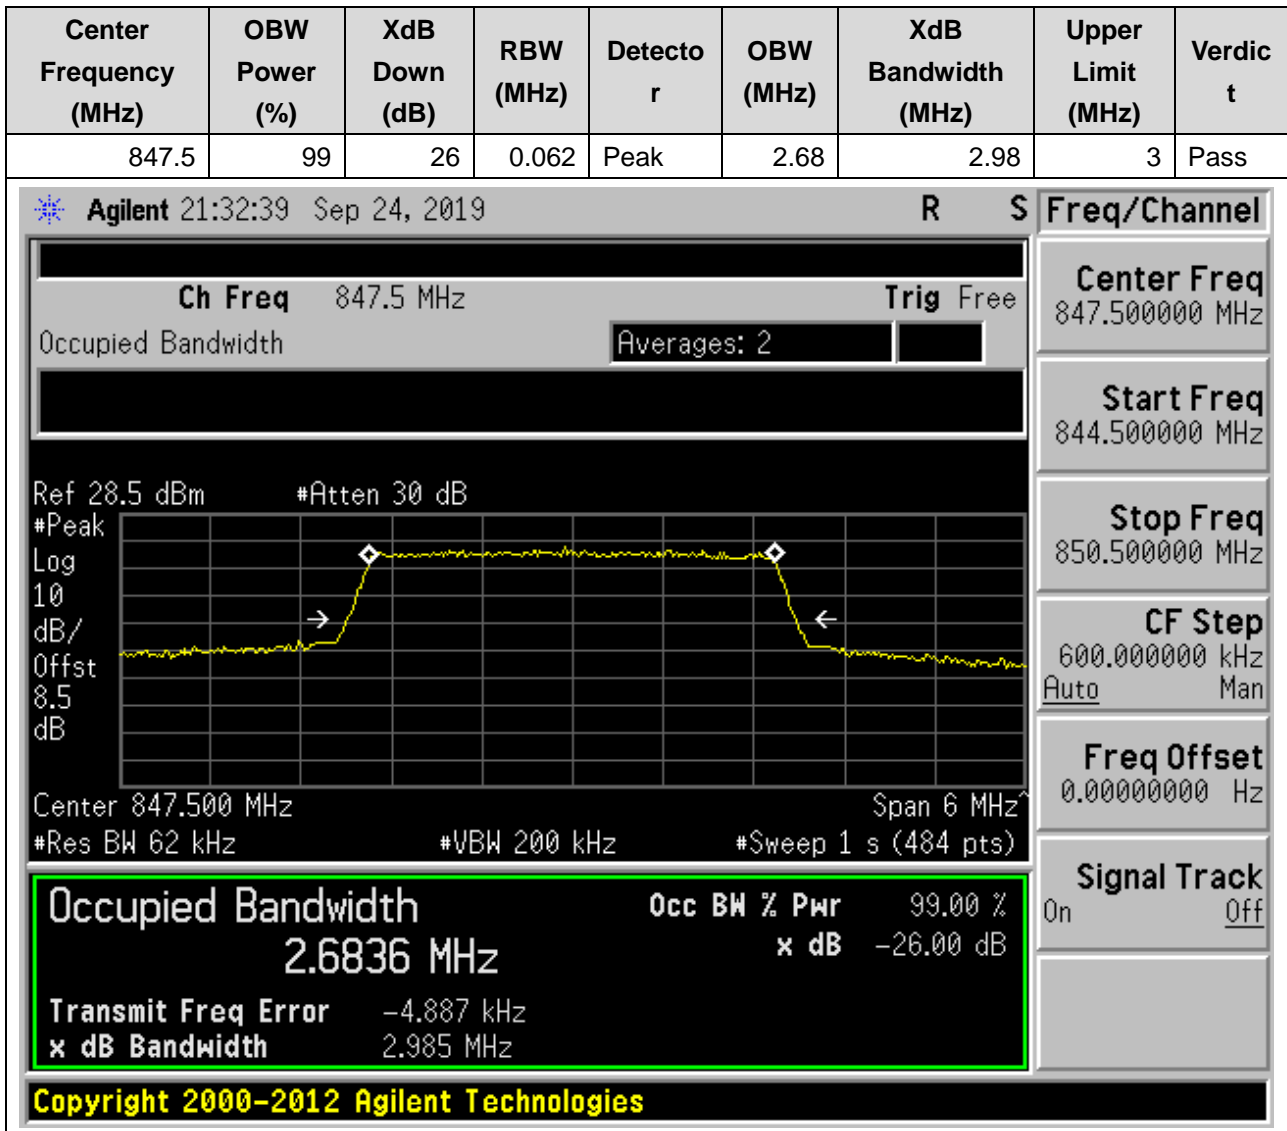 Center Frequency (MHz) OBW Power (%) XdB Down (dB) RBW (MHz) Detector OBW (MHz) XdB Bandwidth (MHz) Upper Limit (MHz) Verdict
847.5 99 26 0.062 Peak 2.68 2.98 3 Pass
Agilent 21:32:39 Sep 24, 2019 R S
Ch Freq 847.5 MHz Trig Free
Occupied Bandwidth Averages: 2
Ref 28.5 dBm #Atten 30 dB
#Peak
Log
10
dB/
Offst
8.5
dB
Center 847.500 MHz Span 6 MHz^
#Res BW 62 kHz #VBW 200 kHz #Sweep 1 s (484 pts)
Occupied Bandwidth Occ BW % Pwr 99.00 %
2.6836 MHz x dB -26.00 dB
Transmit Freq Error -4.887 kHz
x dB Bandwidth 2.985 MHz
Copyright 2000-2012 Agilent Technologies
Freq/Channel
Center Freq
847.500000 MHz
Start Freq
844.500000 MHz
Stop Freq
850.500000 MHz
CF Step
600.000000 kHz
Auto Man
Freq Offset
0.00000000 Hz
Signal Track
On Off